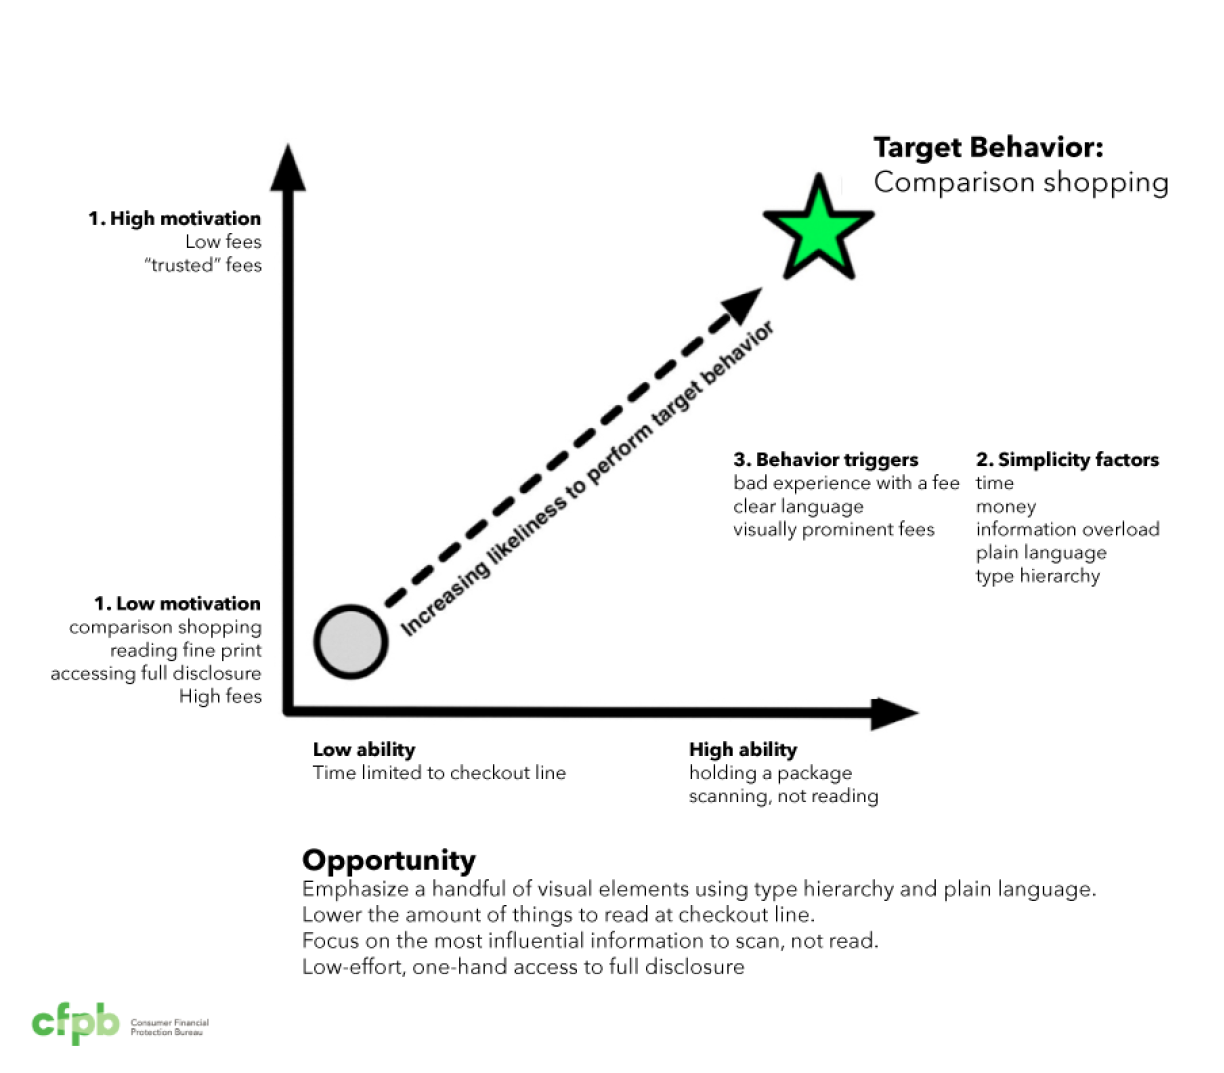 Target Behavior:
Comparison shopping
1. High motivation
Low fees
“trusted” fees
Increasing likeliness to perform target behavior
3. Behavior triggers
bad experience with a fee
clear language
visually prominent fees
2. Simplicity factors
time
money
information overload
plain language
type hierarchy
1. Low motivation
comparison shopping
reading fine print
accessing full disclosure
High fees
Low ability
Time limited to checkout line
High ability
holding a package
scanning, not reading
Opportunity
Emphasize a handful of visual elements using type hierarchy and plain language.
Lower the amount of things to read at checkout line.
Focus on the most influential information to scan, not read.
Low-effort, one-hand access to full disclosure
cfpb
Consumer Financial
Protection Bureau